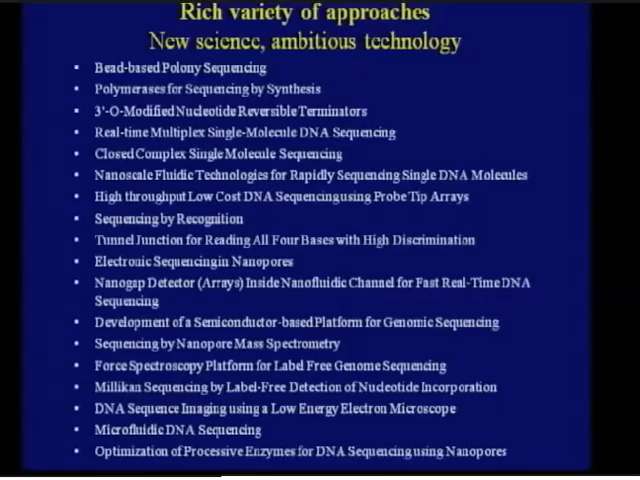 Rich variety of approaches
New science, ambitious technology
• Bead-based Polony Sequencing
• Polymerases for Sequencing by Synthesis
• 3'-O-Modified Nucleotide Reversible Terminators
• Real-time Multiplex Single-Molecule DNA Sequencing
• Closed Complex Single Molecule Sequencing
• Nanoscale Fluidic Technologies for Rapidly Sequencing Single DNA Molecules
• High throughput Low Cost DNA Sequencing using Probe Tip Arrays
• Sequencing by Recognition
• Tunnel Junction for Reading All Four Bases with High Discrimination
• Electronic Sequencing in Nanopores
• Nanogap Detector (Arrays) Inside Nanofluidic Channel for Fast Real-Time DNA
Sequencing
• Development of a Semiconductor-based Platform for Genomic Sequencing
• Sequencing by Nanopore Mass Spectrometry
• Force Spectroscopy Platform for Label Free Genome Sequencing
• Millikan Sequencing by Label-Free Detection of Nucleotide Incorporation
• DNA Sequence Imaging using a Low Energy Electron Microscope
• Microfluidic DNA Sequencing
• Optimization of Processive Enzymes for DNA Sequencing using Nanopores